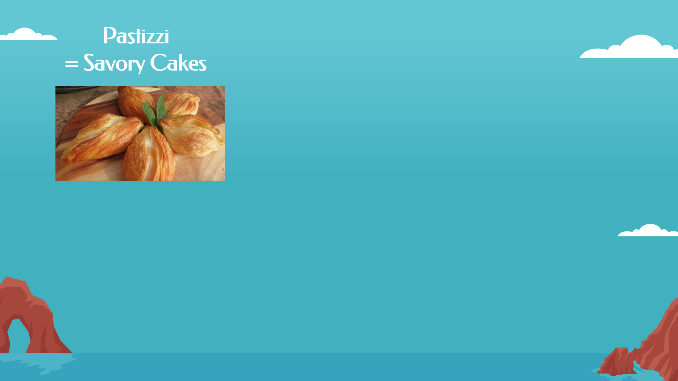 Pastizzi
= Savory Cakes